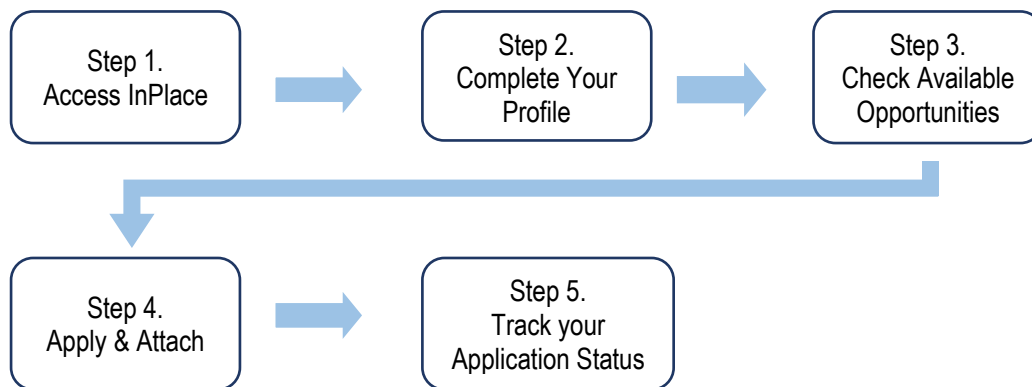 Step 1.
Access InPlace
Step 2.
Complete Your
Profile
Step 3.
Check Available
Opportunities
Step 4.
Apply & Attach
Step 5.
Track your
Application Status